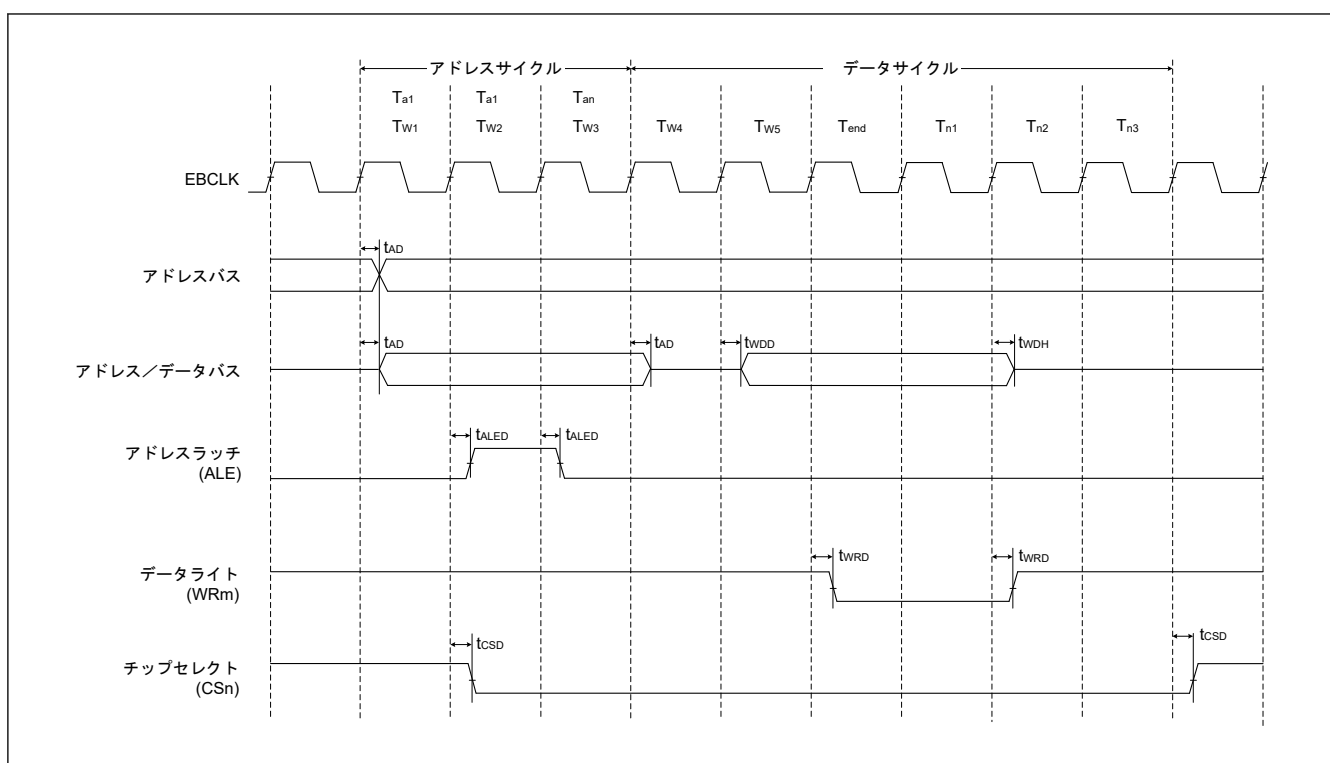 アドレスサイクル データサイクル
Ta1 Ta1 Tan
TW1 TW2 TW3 TW4 TW5 Tend Tn1 Tn2 Tn3
EBCLK
tAD
アドレスバス
tAD tAD tWDD tWDH
アドレス／データバス
tALED tALED
アドレスラッチ
(ALE)
tWRD tWRD
データライト
(WRm)
tCSD tCSD
チップセレクト
(CSn)